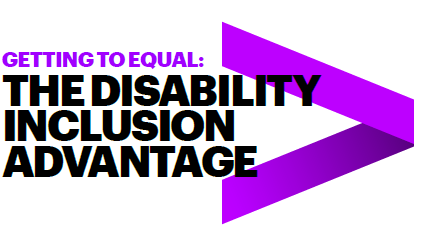 GETTING TO EQUAL:
THE DISABILITY
INCLUSION
ADVANTAGE